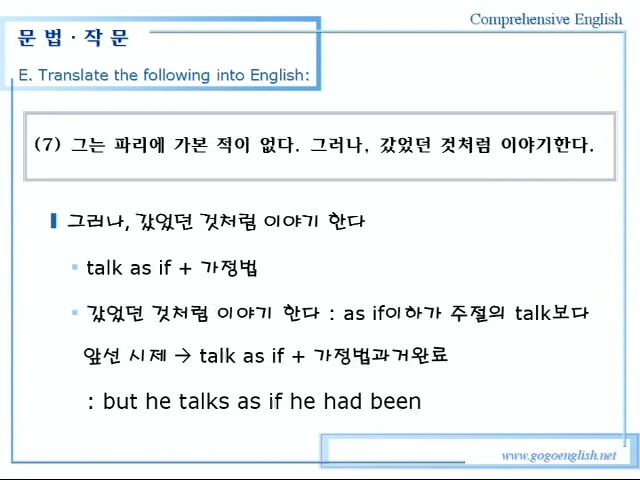 Comprehensive English
문 법 · 작 문
E. Translate the following into English:
(7) 그는 파리에 가본 적이 없다. 그러나, 갔었던 것처럼 이야기한다.
그러나, 갔었던 것처럼 이야기 한다
talk as if + 가정법
갔었던 것처럼 이야기 한다 : as if이하가 주절의 talk보다
앞선 시제 → talk as if + 가정법과거완료
: but he talks as if he had been
www.gogoenglish.net